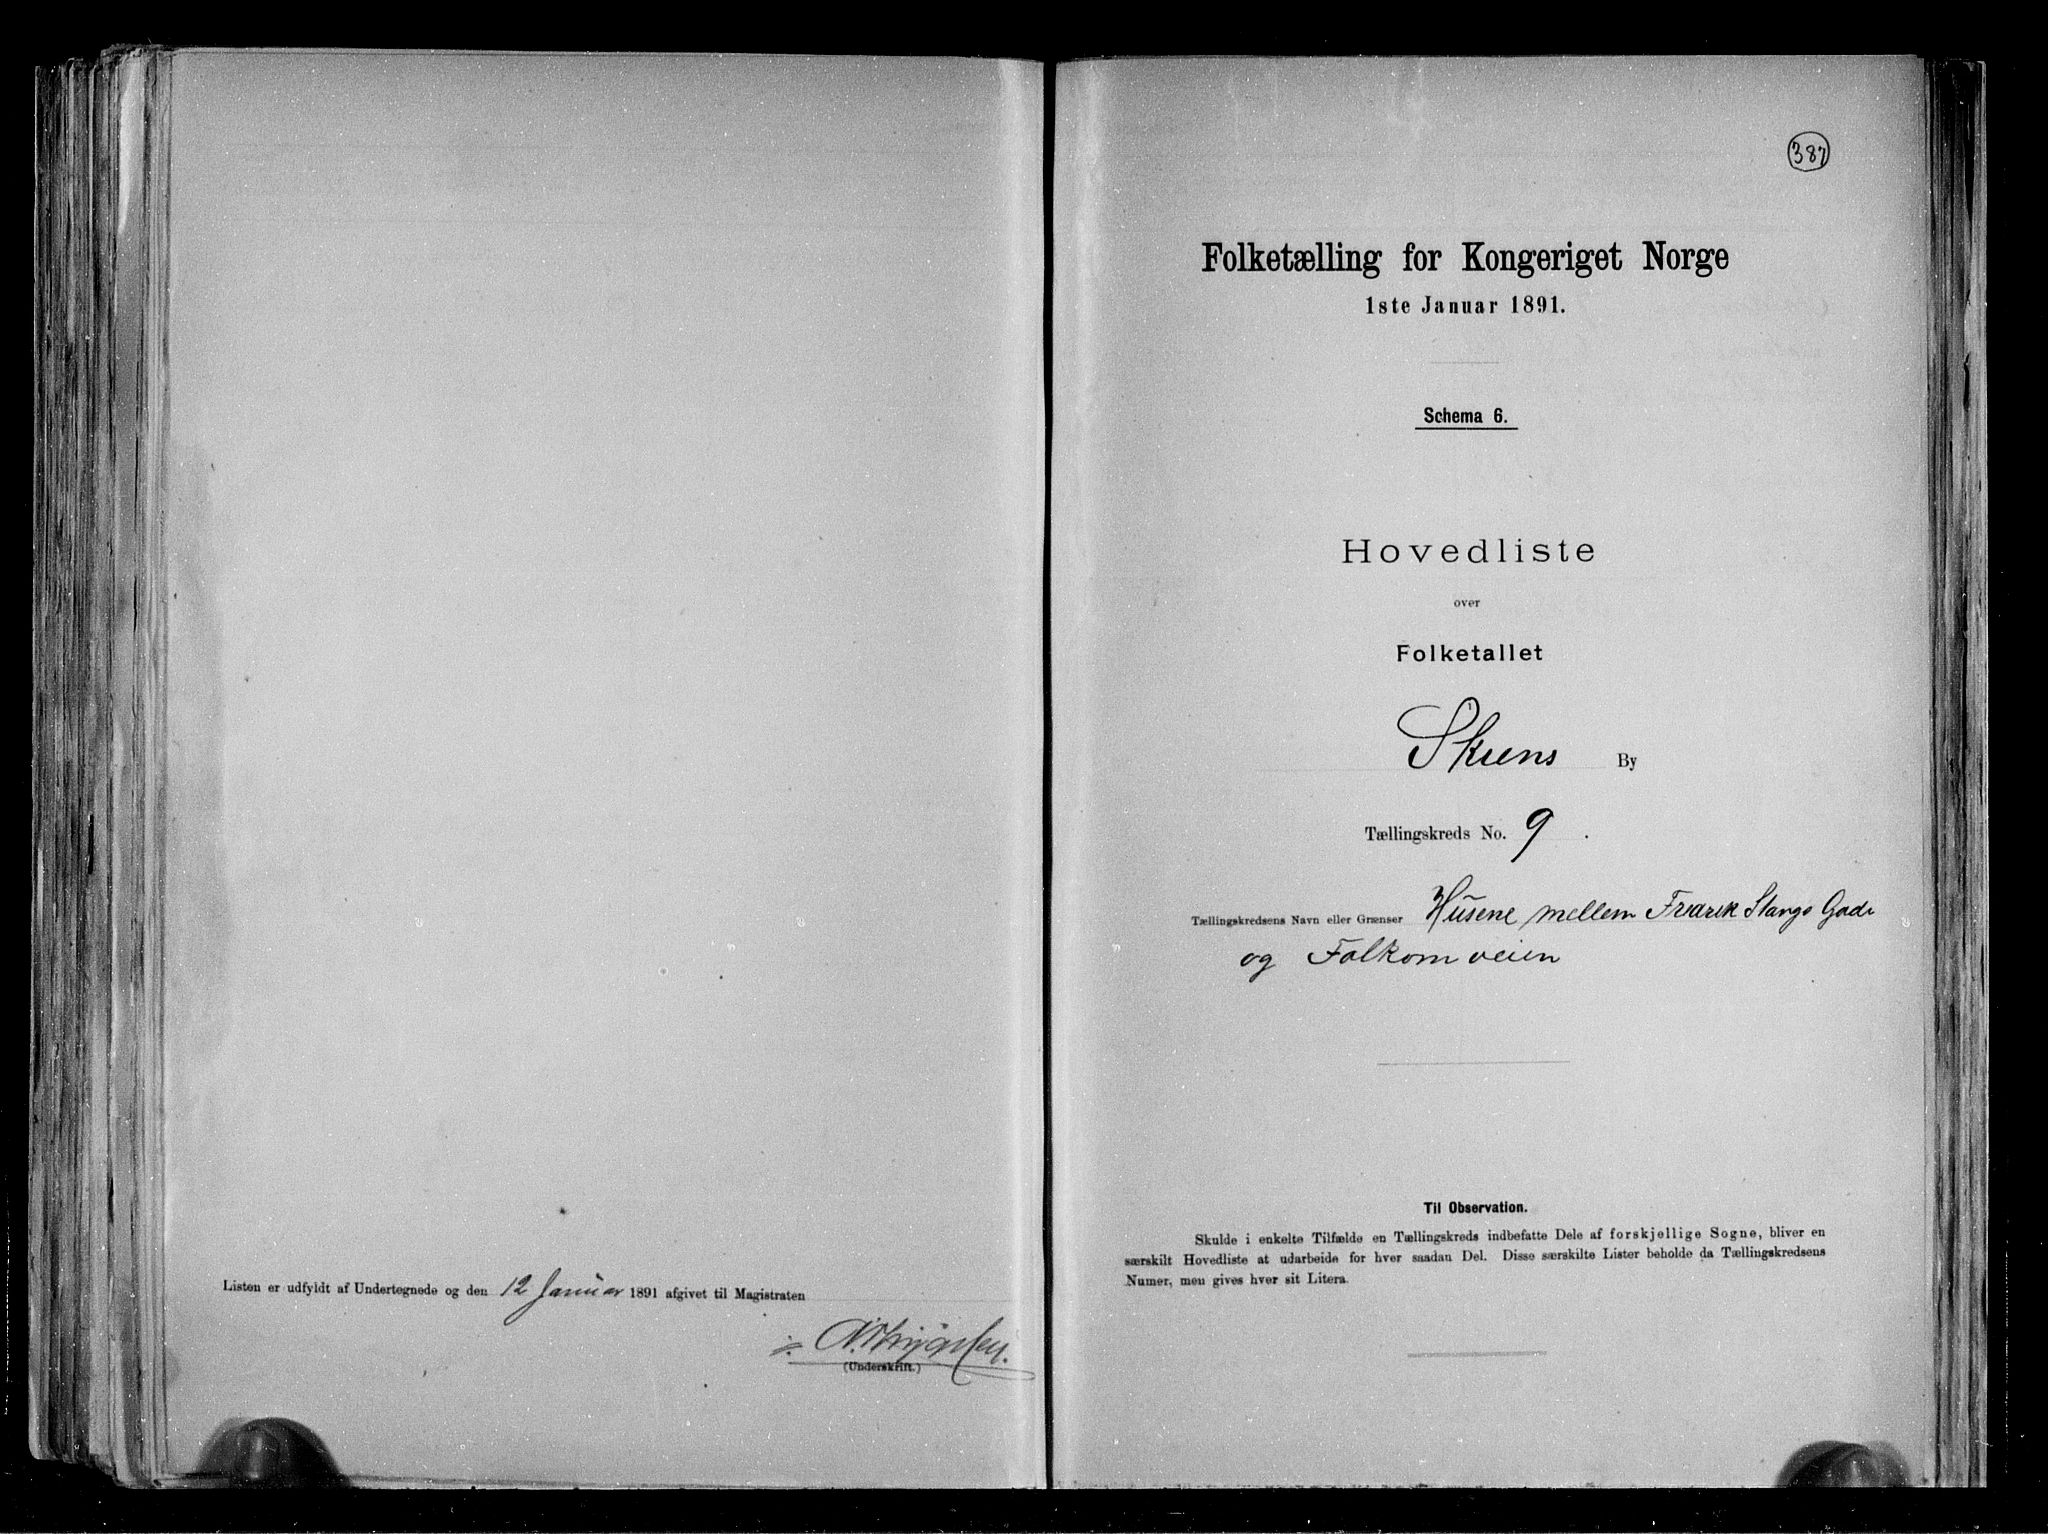 Listen er udfyldt af Undertegnede og den 12 Januar 1891 afgivet til Magistraten
(Underskrift.)
387
Folketælling for Kongeriget Norge
1ste Januar 1891.
Schema 6.
Hovedliste
over
Folketallet
Skiens By
Tællingskreds No. 9.
Tællingskredsens Navn eller Grænser Husene mellem Fredrik Stangs Gade
og Falkom veien
Til Observation.
Skulde i enkelte Tilfælde en Tællingskreds indbefatte Dele af forskjellige Sogne, bliver en
særskilt Hovedliste at udarbeide for hver saadan Del. Disse særskilte Lister beholde da Tællingskredsens
Numer, men gives hver sit Litera.